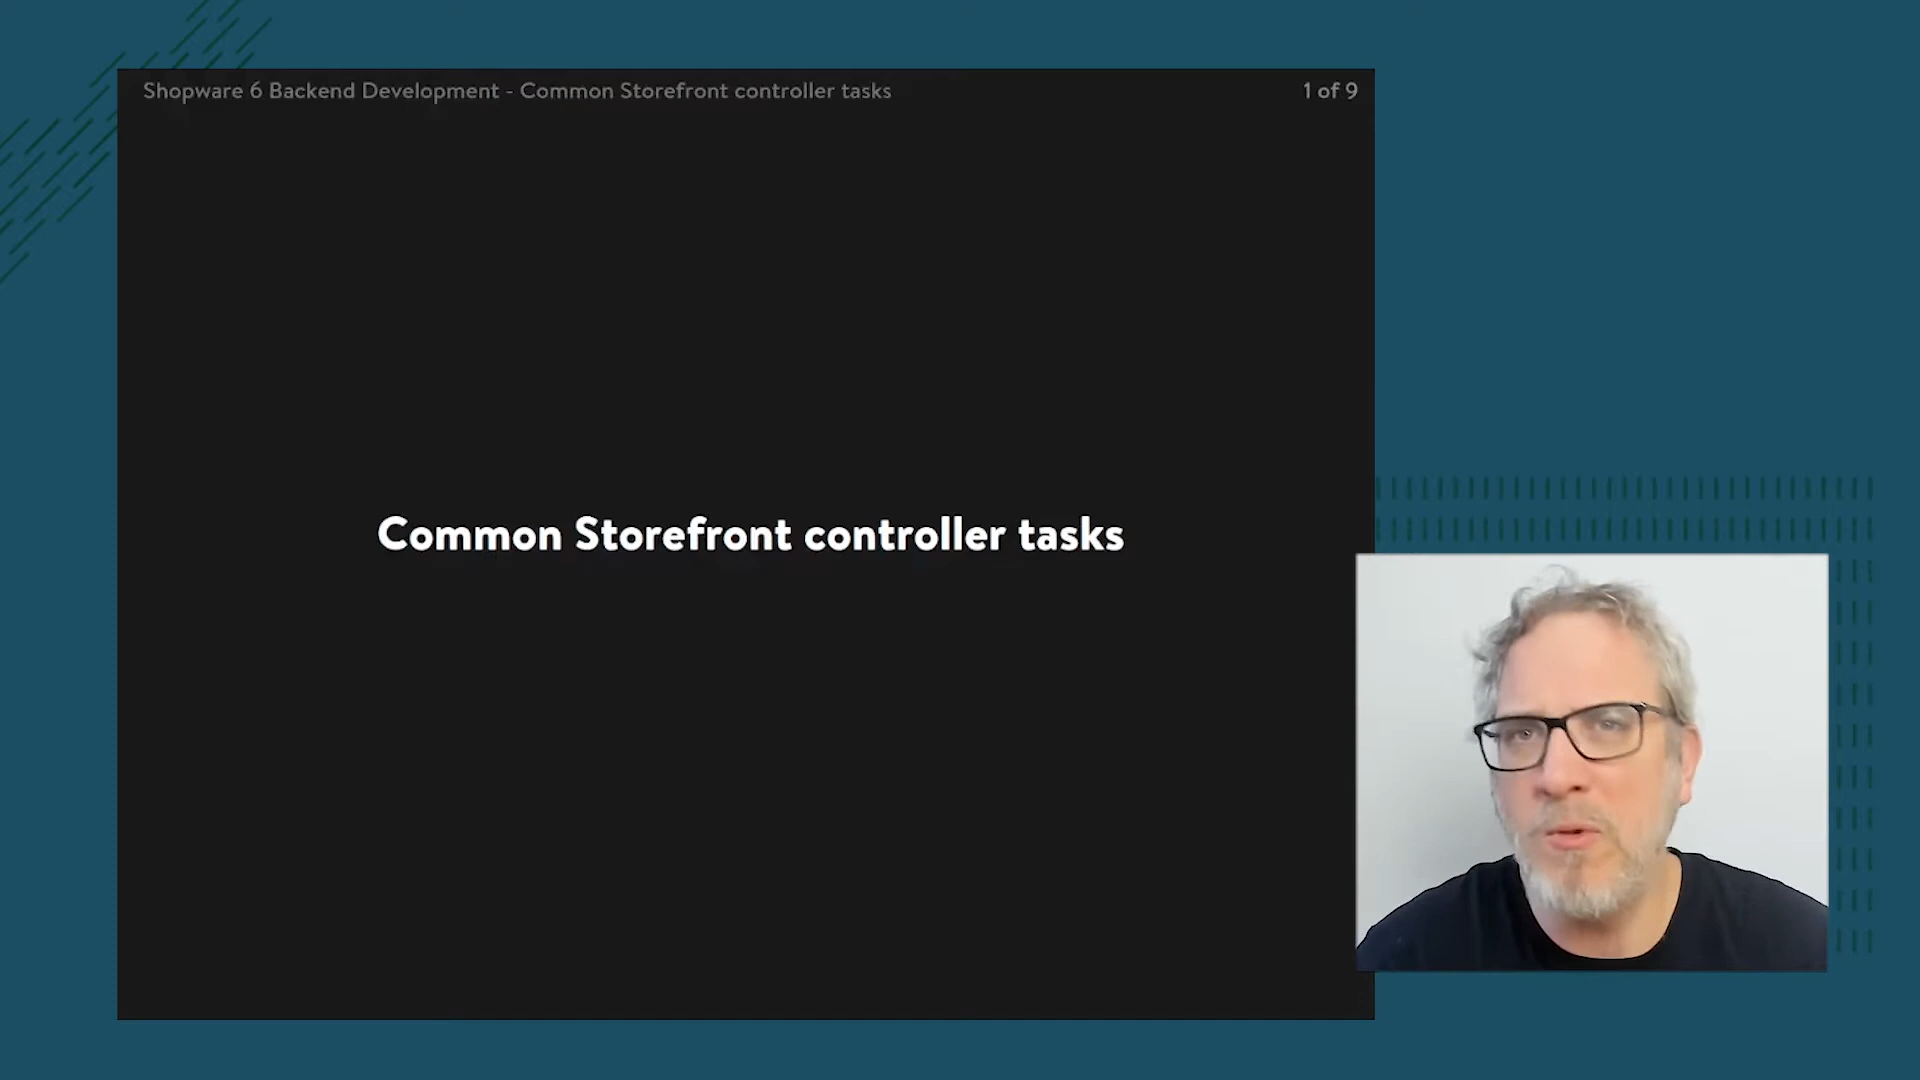 Shopware 6 Backend Development - Common Storefront controller tasks
1 of 9
Common Storefront controller tasks